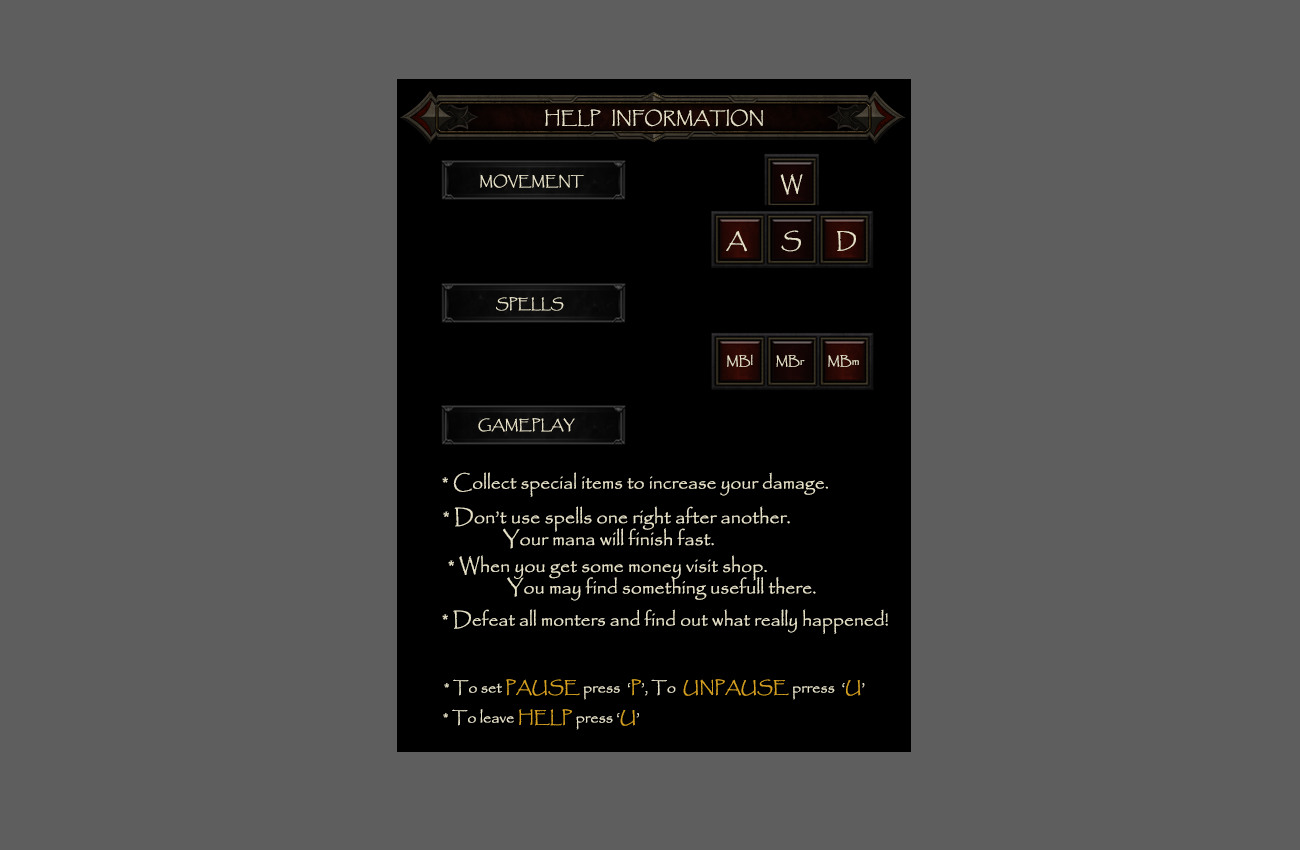 HELP INFORMATION
MOVEMENT
W
A S D
SPELLS
MBl MBr MBm
GAMEPLAY
* Collect special items to increase your damage.
* Don't use spells one right after another.
Your mana will finish fast.
* When you get some money visit shop.
You may find something usefull there.
* Defeat all monters and find out what really happened!
* To set PAUSE press 'P', To UNPAUSE prress 'U'
* To leave HELP press 'U'